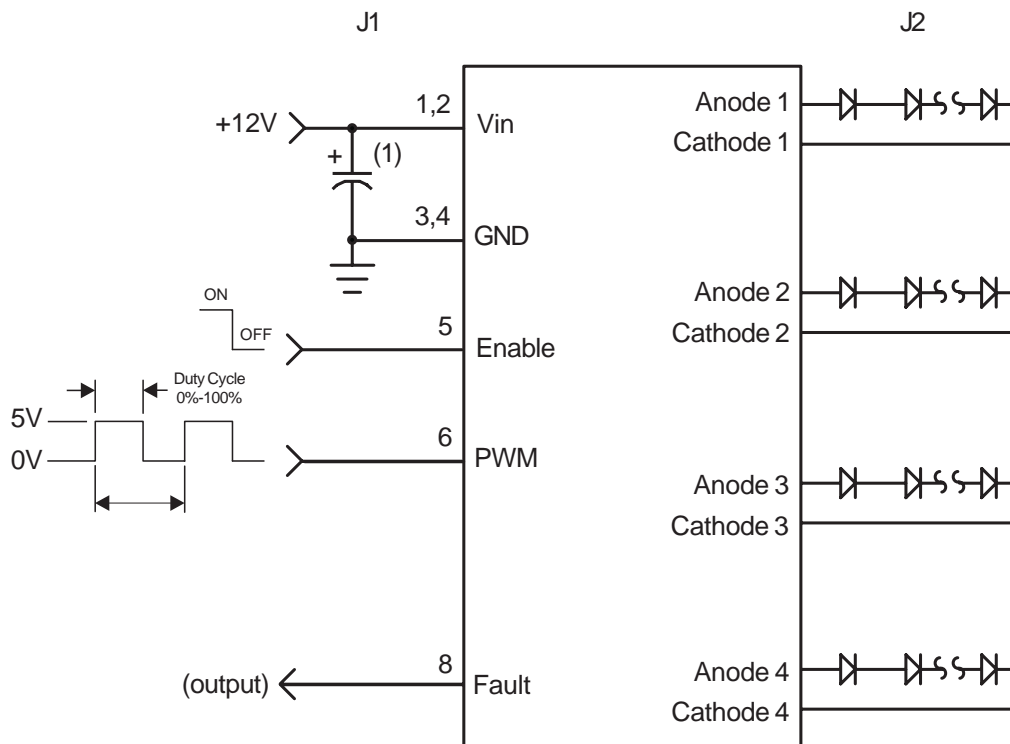 J1
J2
+12V
1,2
Vin
+
(1)
3,4
GND
ON
OFF
5
Enable
Duty Cycle
0%-100%
5V
0V
6
PWM
(output)
8
Fault
Anode 1
Cathode 1
Anode 2
Cathode 2
Anode 3
Cathode 3
Anode 4
Cathode 4